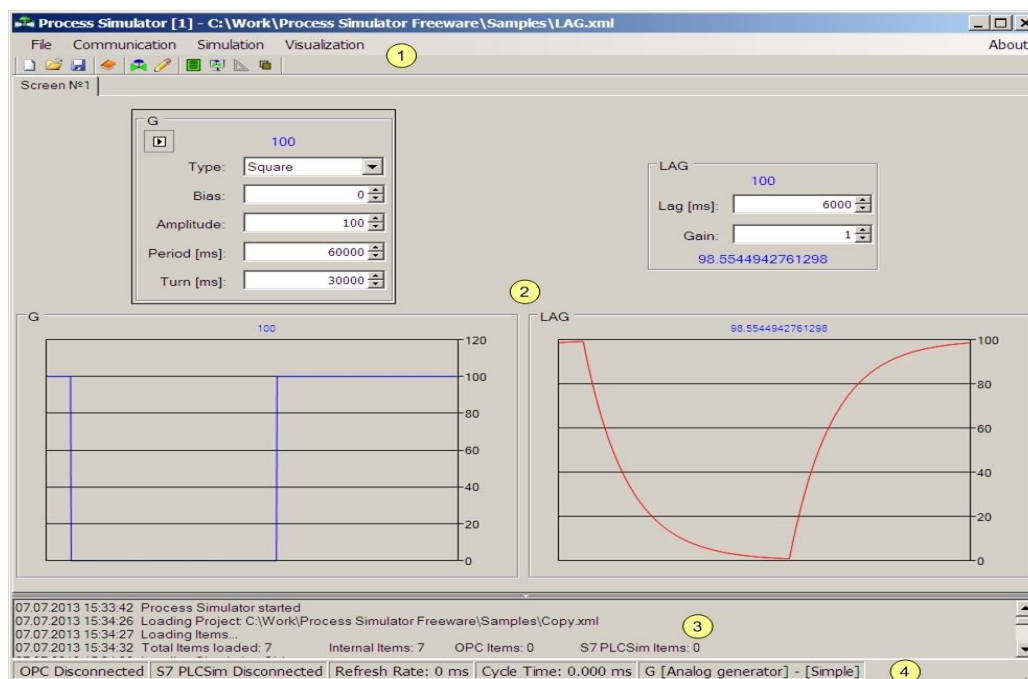 Process Simulator [1] - C:\Work\Process Simulator Freeware\Samples\LAG.xml
File Communication Simulation Visualization About
1
Screen №1
G
100
Type: Square
Bias: 0
Amplitude: 100
Period [ms]: 60000
Turn [ms]: 30000
LAG
100
Lag [ms]: 6000
Gain: 1
98.5544942761298
2
G
100
120
100
80
60
40
20
0
LAG
98.5544942761298
100
80
60
40
20
0
07.07.2013 15:33:42 Process Simulator started
07.07.2013 15:34:26 Loading Project: C:\Work\Process Simulator Freeware\Samples\Copy.xml
07.07.2013 15:34:27 Loading Items...
07.07.2013 15:34:32 Total Items loaded: 7 Internal Items: 7 OPC Items: 0 S7 PLCSim Items: 0
3
OPC Disconnected S7 PLCSim Disconnected Refresh Rate: 0 ms Cycle Time: 0.000 ms G [Analog generator] - [Simple]
4